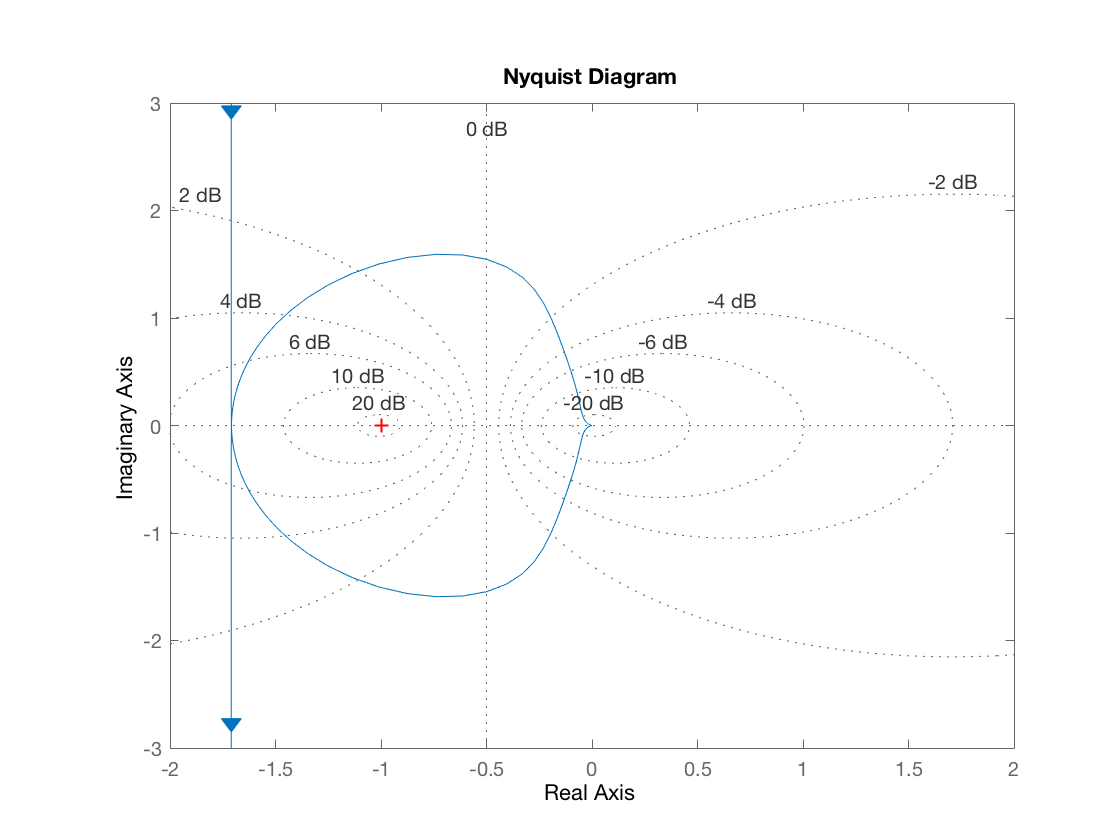 Nyquist Diagram
3
0 dB
-2 dB
2 dB
2
4 dB
-4 dB
1
6 dB
-6 dB
10 dB
-10 dB
20 dB
-20 dB
0
Imaginary Axis
-1
-2
-3
-2 -1.5 -1 -0.5 0 0.5 1 1.5 2
Real Axis